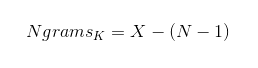 Ngrams_K = X − (N − 1)